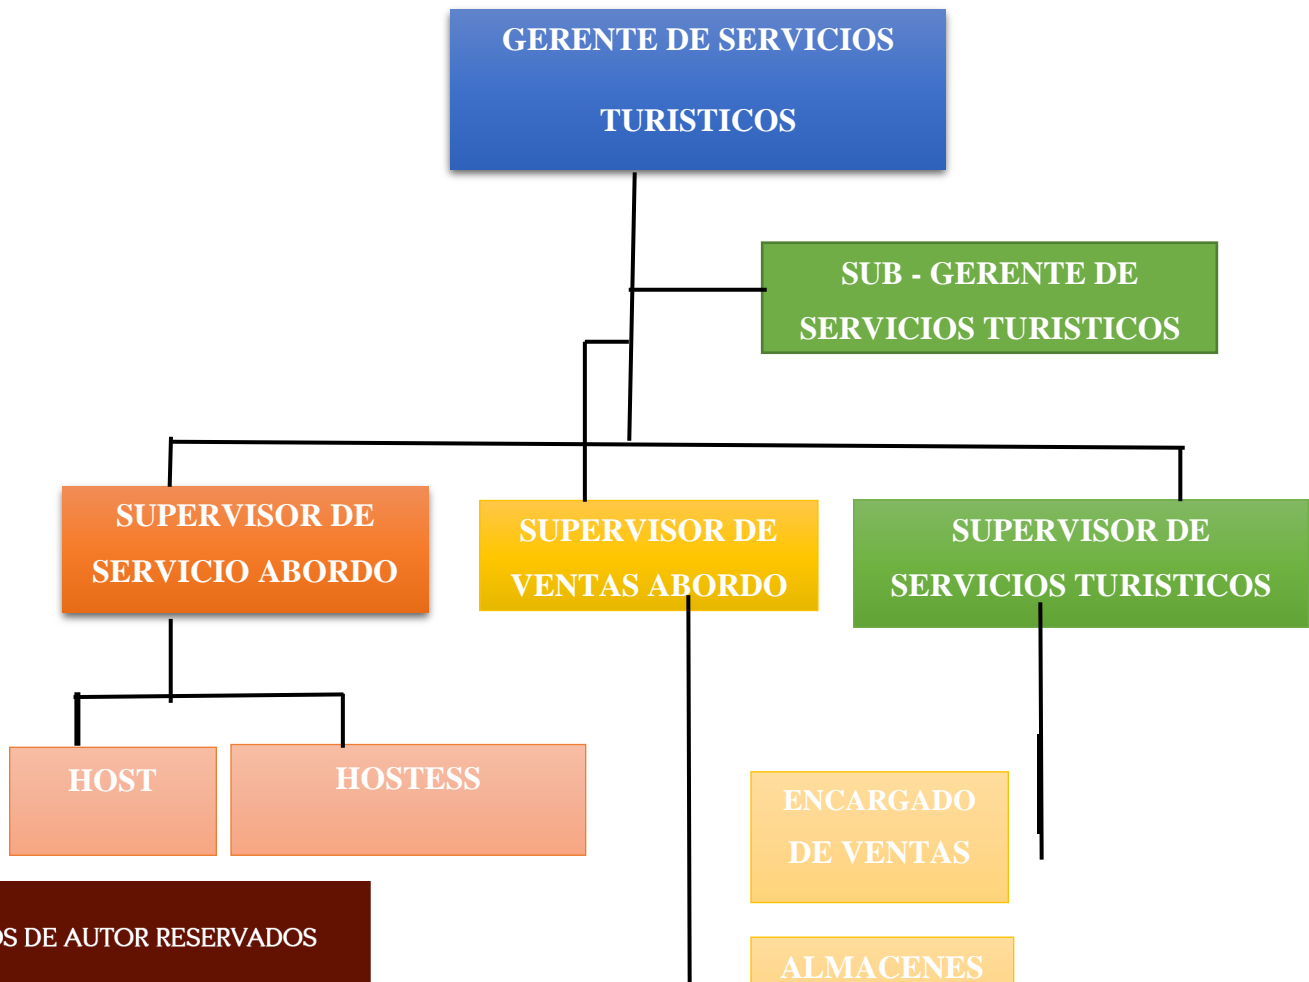 GERENTE DE SERVICIOS
TURISTICOS
SUB - GERENTE DE
SERVICIOS TURISTICOS
SUPERVISOR DE
SERVICIO ABORDO
SUPERVISOR DE
VENTAS ABORDO
SUPERVISOR DE
SERVICIOS TURISTICOS
HOST
HOSTESS
ENCARGADO
DE VENTAS
DE AUTOR RESERVADOS
ALMACENES